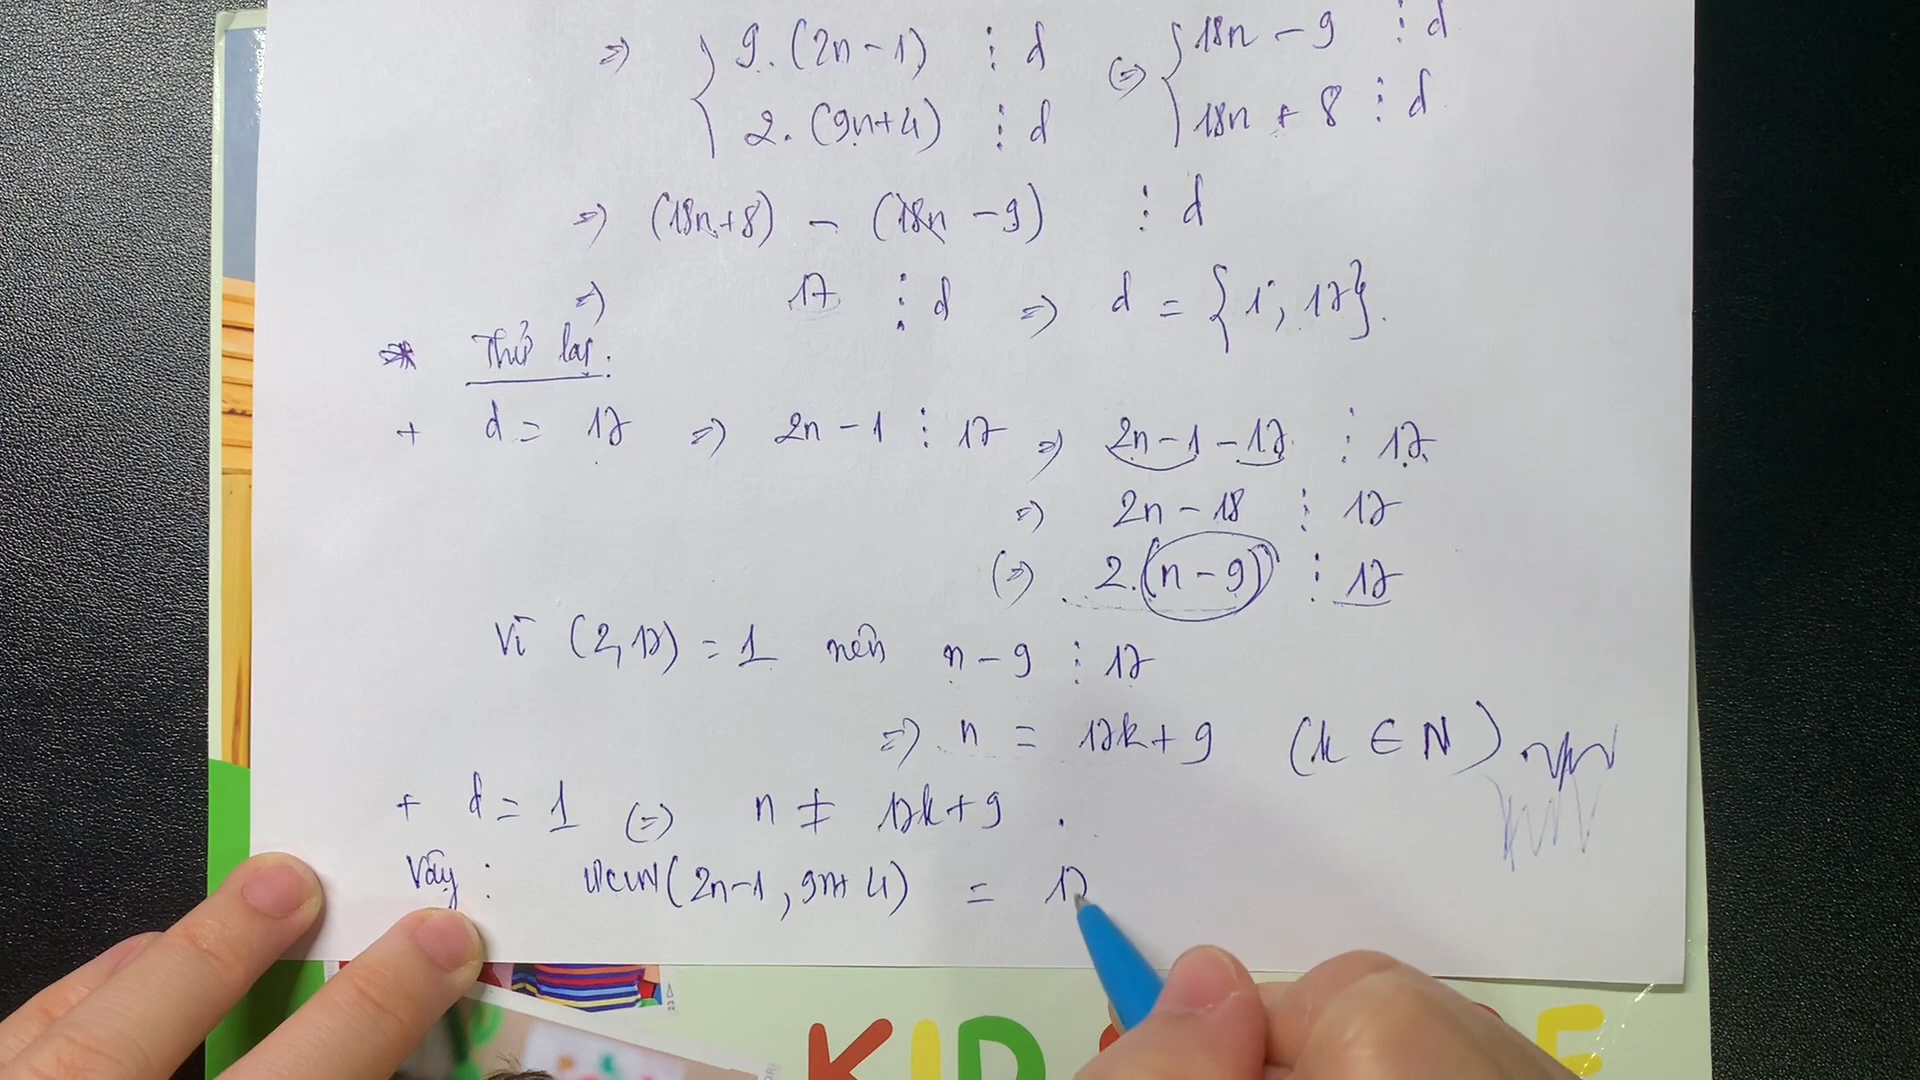 => { 9.(2n-1) ⋮ d (=> { 18n - 9 ⋮ d
2.(9n+4) ⋮ d 18n + 8 ⋮ d
=> (18n+8) - (18n-9) ⋮ d
=> 17 ⋮ d => d = {1; 17}.
* Thử lại:
+ d = 17 => 2n - 1 ⋮ 17 => 2n - 1 - 17 ⋮ 17
=> 2n - 18 ⋮ 17
(=> 2.(n - 9) ⋮ 17
Vì (2,17) = 1 nên n - 9 ⋮ 17
=> n = 17k + 9 (k ∈ N)
+ d = 1 (=> n ≠ 17k + 9.
Vậy: ƯCLN(2n-1, 9n+4) = 17
KID